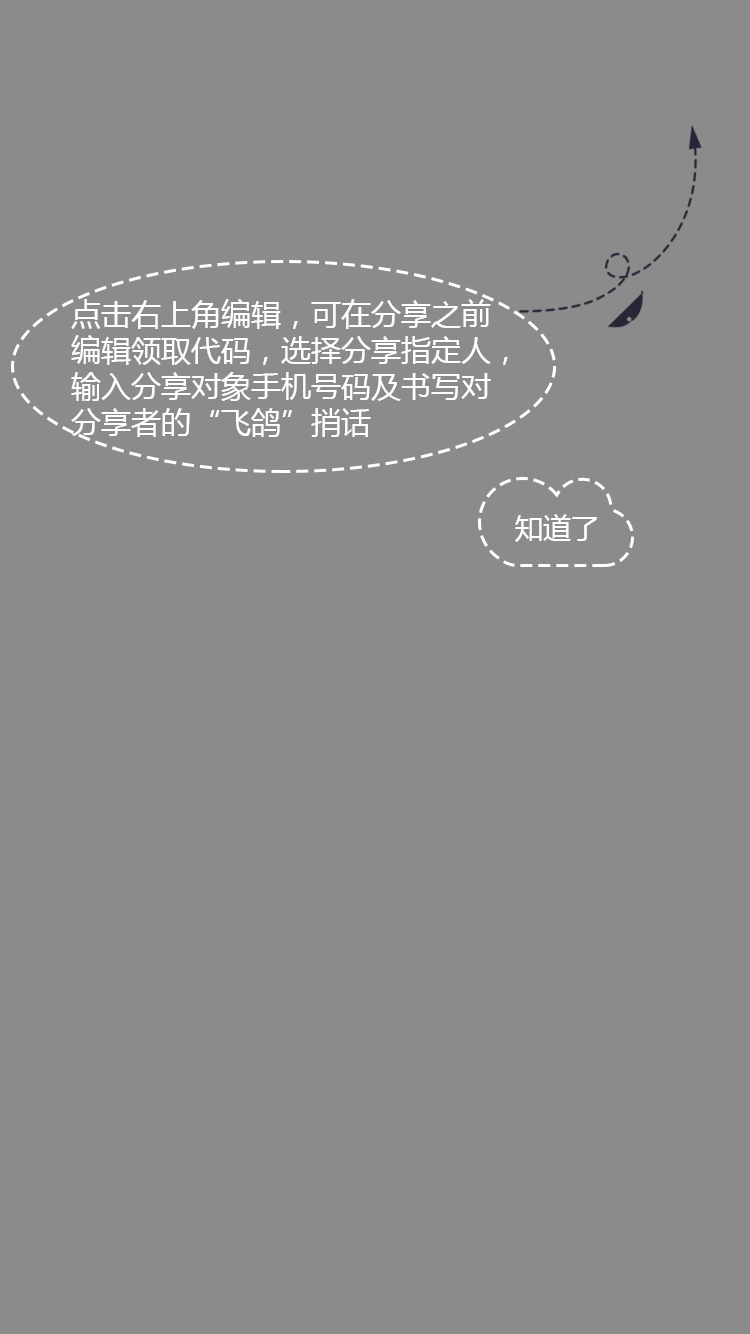 点击右上角编辑，可在分享之前
编辑领取代码，选择分享指定人，
输入分享对象手机号码及书写对
分享者的“飞鸽”捎话
知道了